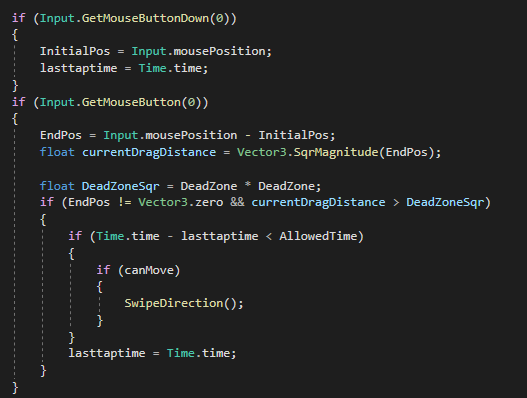 if (Input.GetMouseButtonDown(0))
{
InitialPos = Input.mousePosition;
lasttaptime = Time.time;
}
if (Input.GetMouseButton(0))
{
EndPos = Input.mousePosition - InitialPos;
float currentDragDistance = Vector3.SqrMagnitude(EndPos);
float DeadZoneSqr = DeadZone * DeadZone;
if (EndPos != Vector3.zero && currentDragDistance > DeadZoneSqr)
{
if (Time.time - lasttaptime < AllowedTime)
{
if (canMove)
{
SwipeDirection();
}
}
lasttaptime = Time.time;
}
}